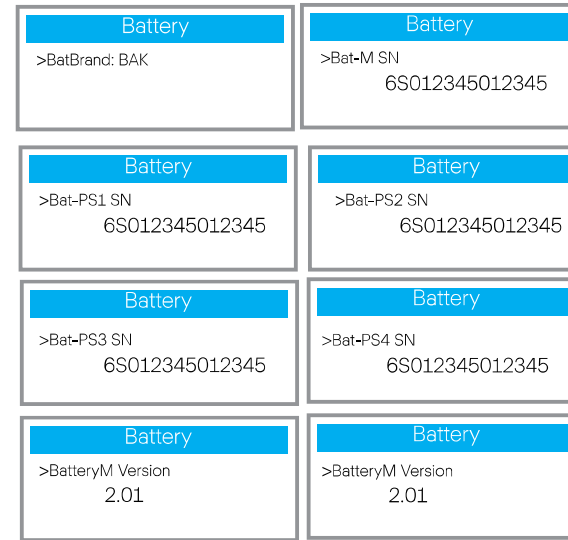 Battery
>BatBrand: BAK
Battery
>Bat-M SN
6S012345012345
Battery
>Bat-PS1 SN
6S012345012345
Battery
>Bat-PS2 SN
6S012345012345
Battery
>Bat-PS3 SN
6S012345012345
Battery
>Bat-PS4 SN
6S012345012345
Battery
>BatteryM Version
2.01
Battery
>BatteryM Version
2.01